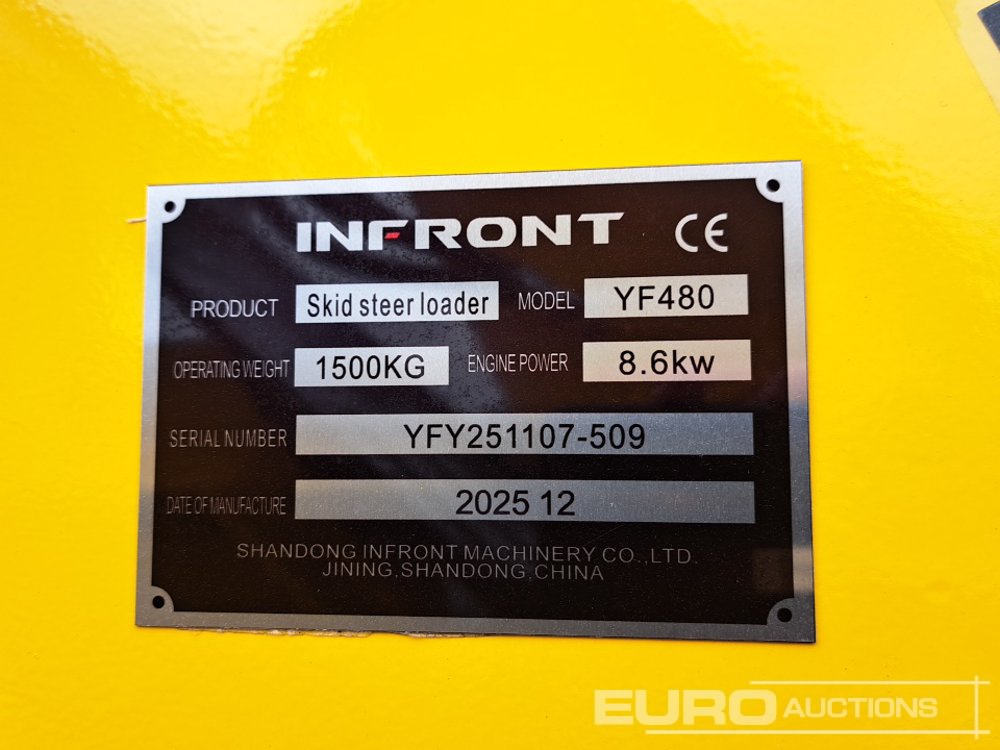 INFRONT CE
PRODUCT Skid steer loader MODEL YF480
OPERATING WEIGHT 1500KG ENGINE POWER 8.6kw
SERIAL NUMBER YFY251107-509
DATE OF MANUFACTURE 2025 12
SHANDONG INFRONT MACHINERY CO.,LTD.
JINING,SHANDONG,CHINA
EURO AUCTIONS